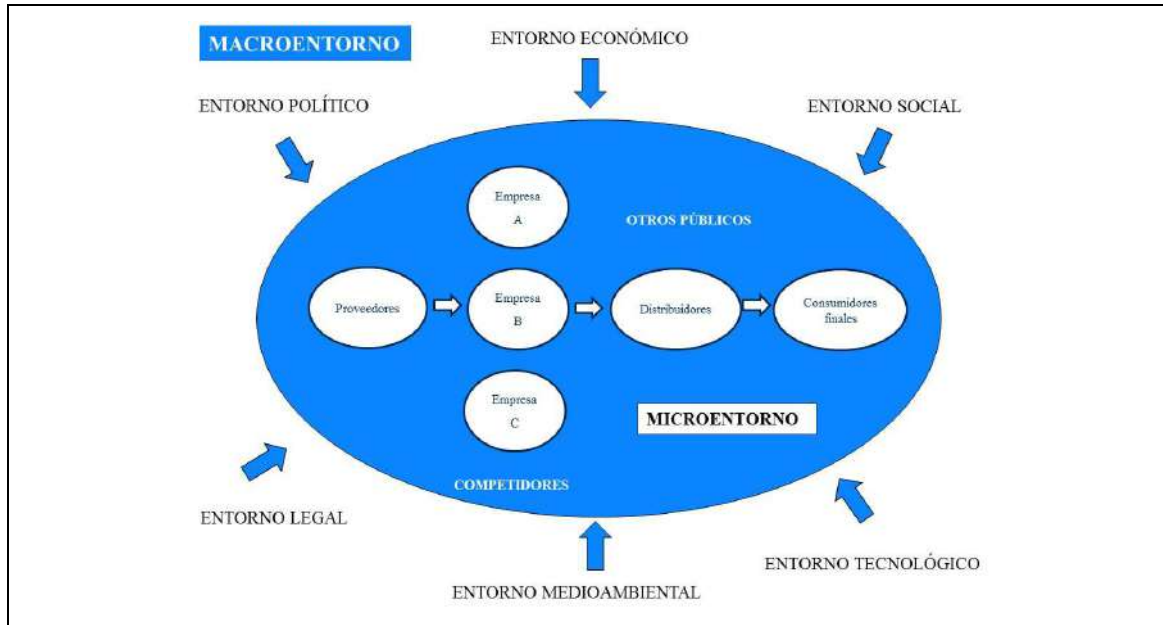 MACROENTORNO
ENTORNO ECONÓMICO
ENTORNO POLÍTICO
ENTORNO SOCIAL
Empresa
A
OTROS PÚBLICOS
Proveedores
Empresa
B
Distribuidores
Consumidores
finales
Empresa
C
MICROENTORNO
COMPETIDORES
ENTORNO LEGAL
ENTORNO TECNOLÓGICO
ENTORNO MEDIOAMBIENTAL